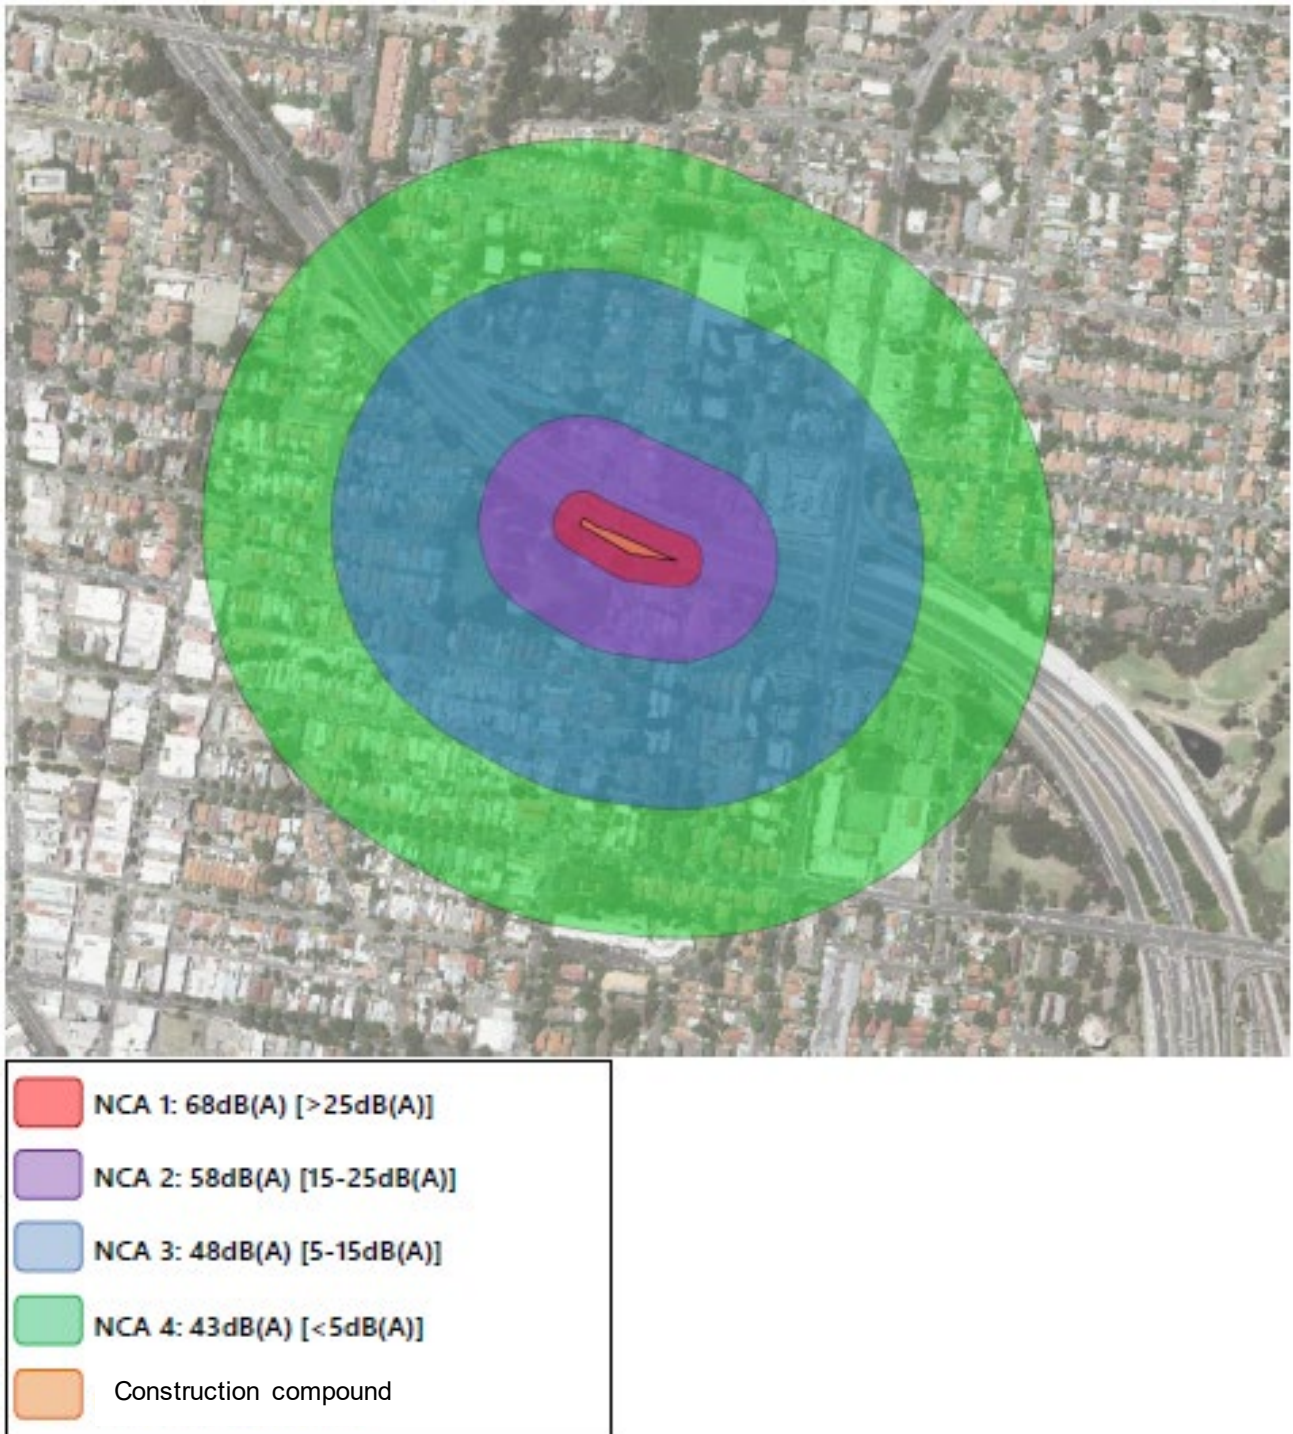 NCA 1: 68dB(A) [>25dB(A)]
NCA 2: 58dB(A) [15-25dB(A)]
NCA 3: 48dB(A) [5-15dB(A)]
NCA 4: 43dB(A) [<5dB(A)]
Construction compound